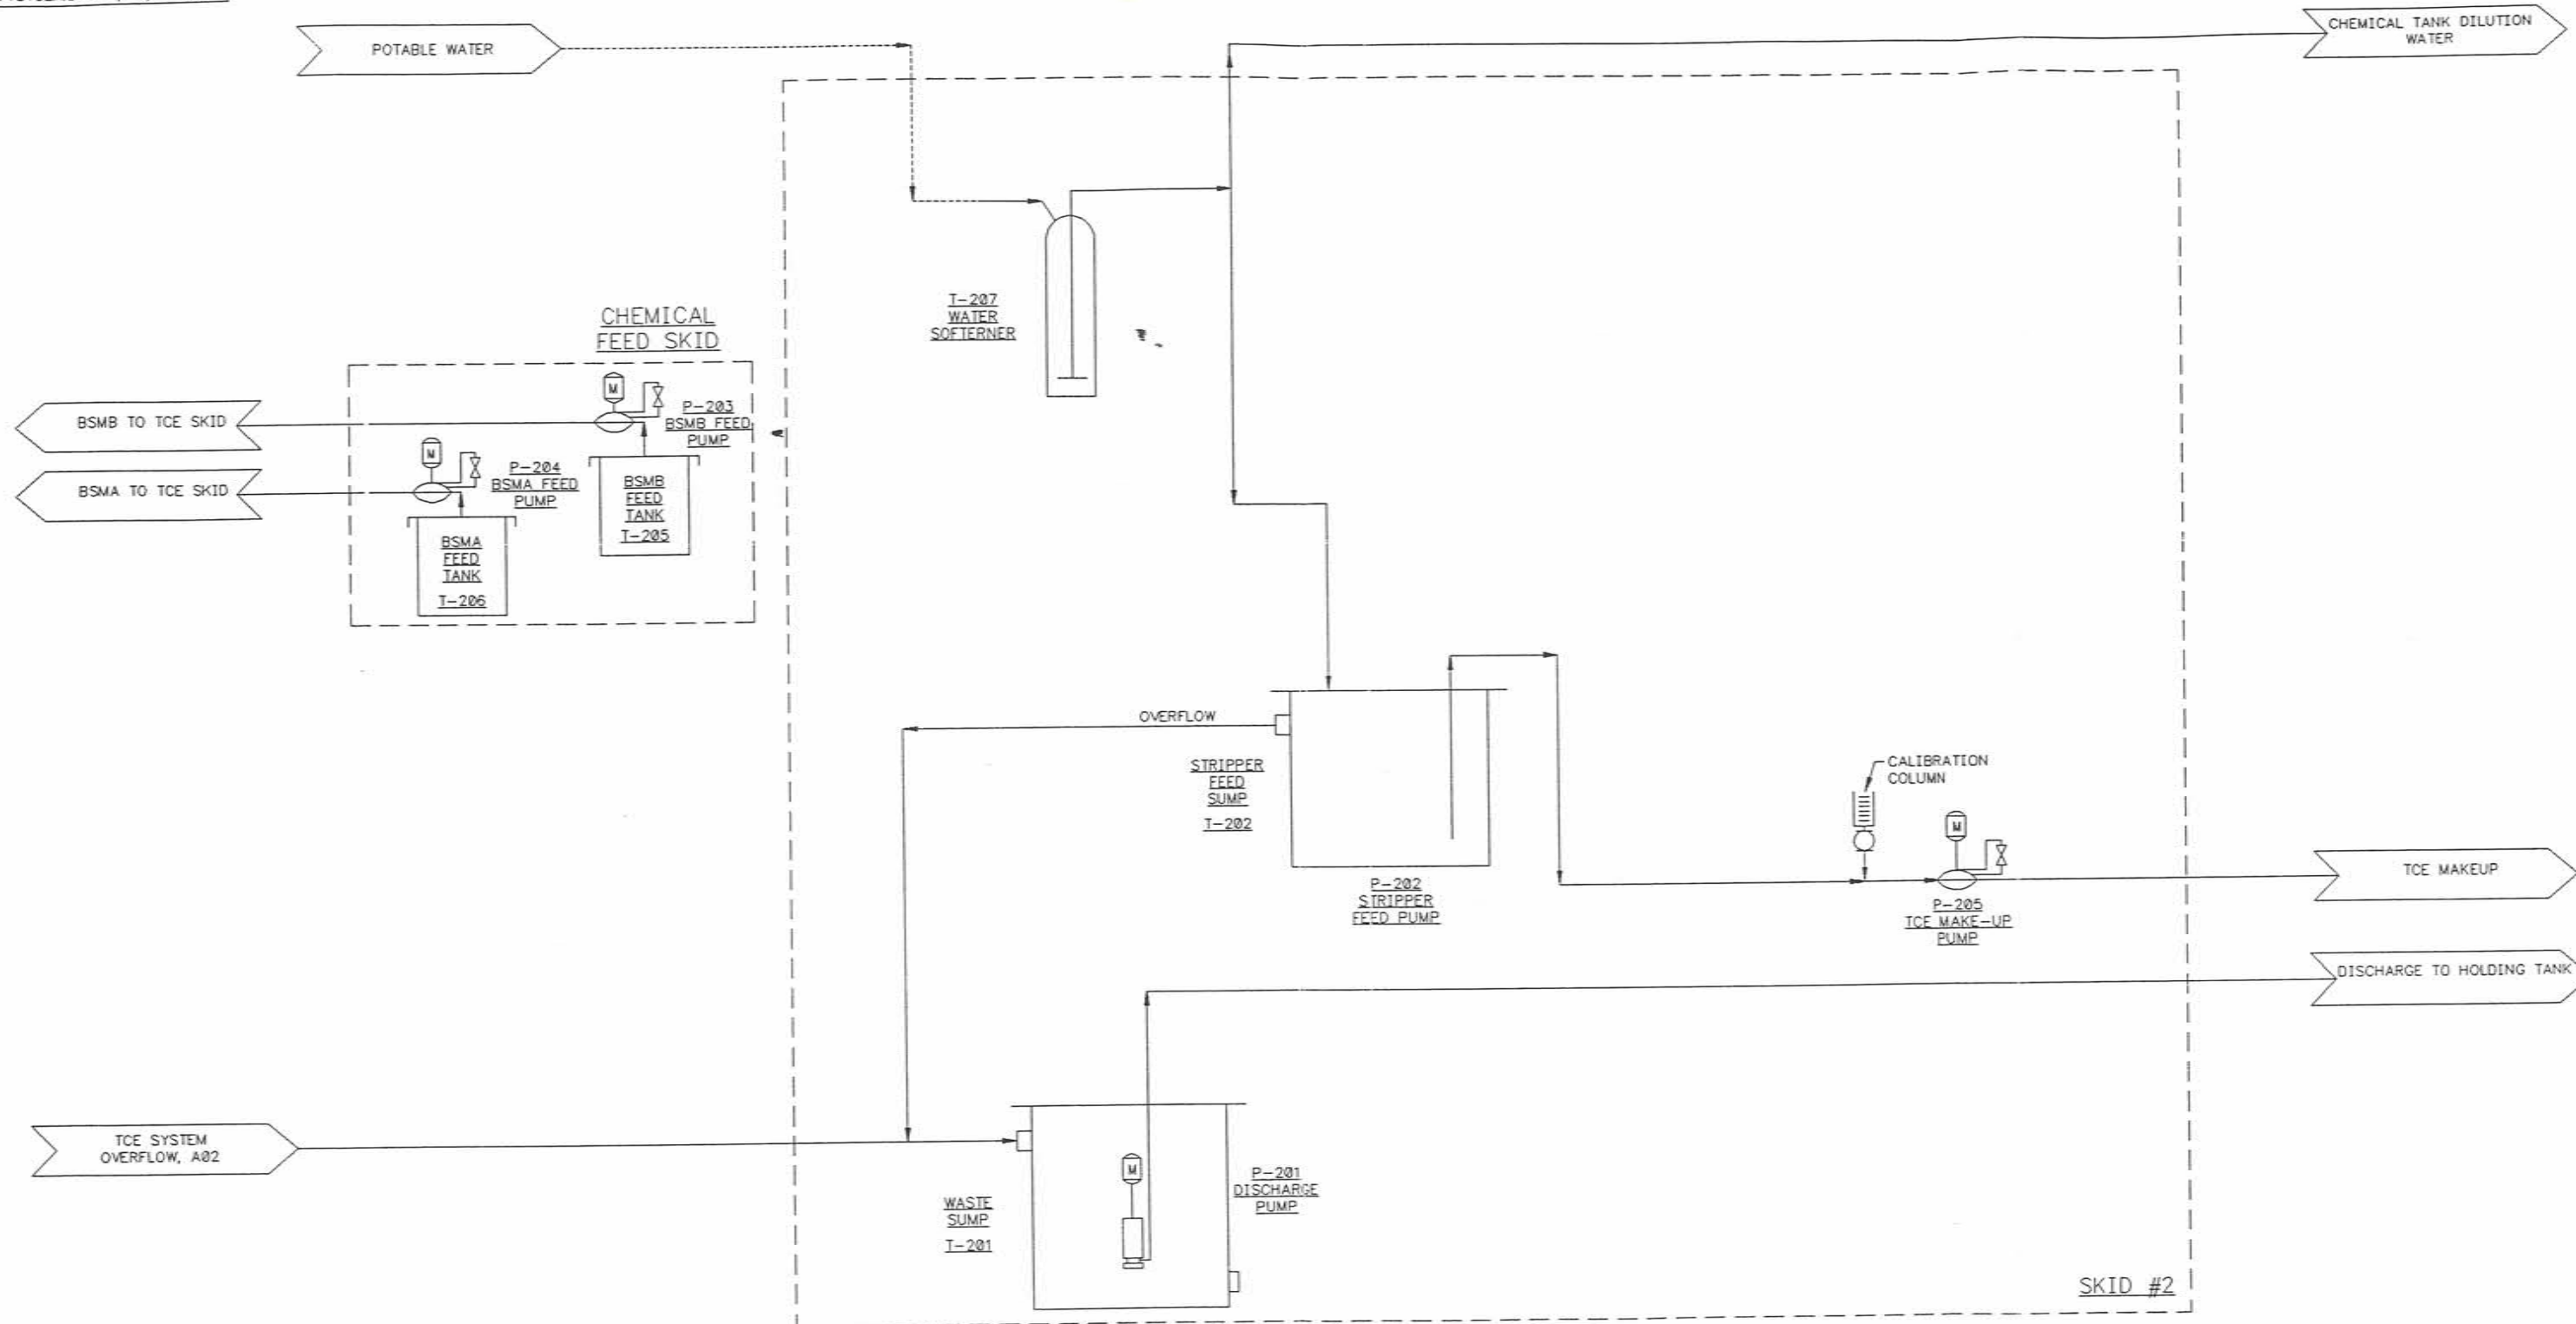 POTABLE WATER
CHEMICAL TANK DILUTION
WATER
T-207
WATER
SOFTERNER
CHEMICAL
FEED SKID
M
P-203
BSMB FEED
PUMP
BSMB TO TCE SKID
M
P-204
BSMA FEED
PUMP
BSMA TO TCE SKID
BSMB
FEED
TANK
T-205
BSMA
FEED
TANK
T-206
OVERFLOW
STRIPPER
FEED
SUMP
T-202
CALIBRATION
COLUMN
M
P-202
STRIPPER
FEED PUMP
P-205
TCE MAKE-UP
PUMP
TCE MAKEUP
DISCHARGE TO HOLDING TANK
TCE SYSTEM
OVERFLOW, A02
M
P-201
DISCHARGE
PUMP
WASTE
SUMP
T-201
SKID #2